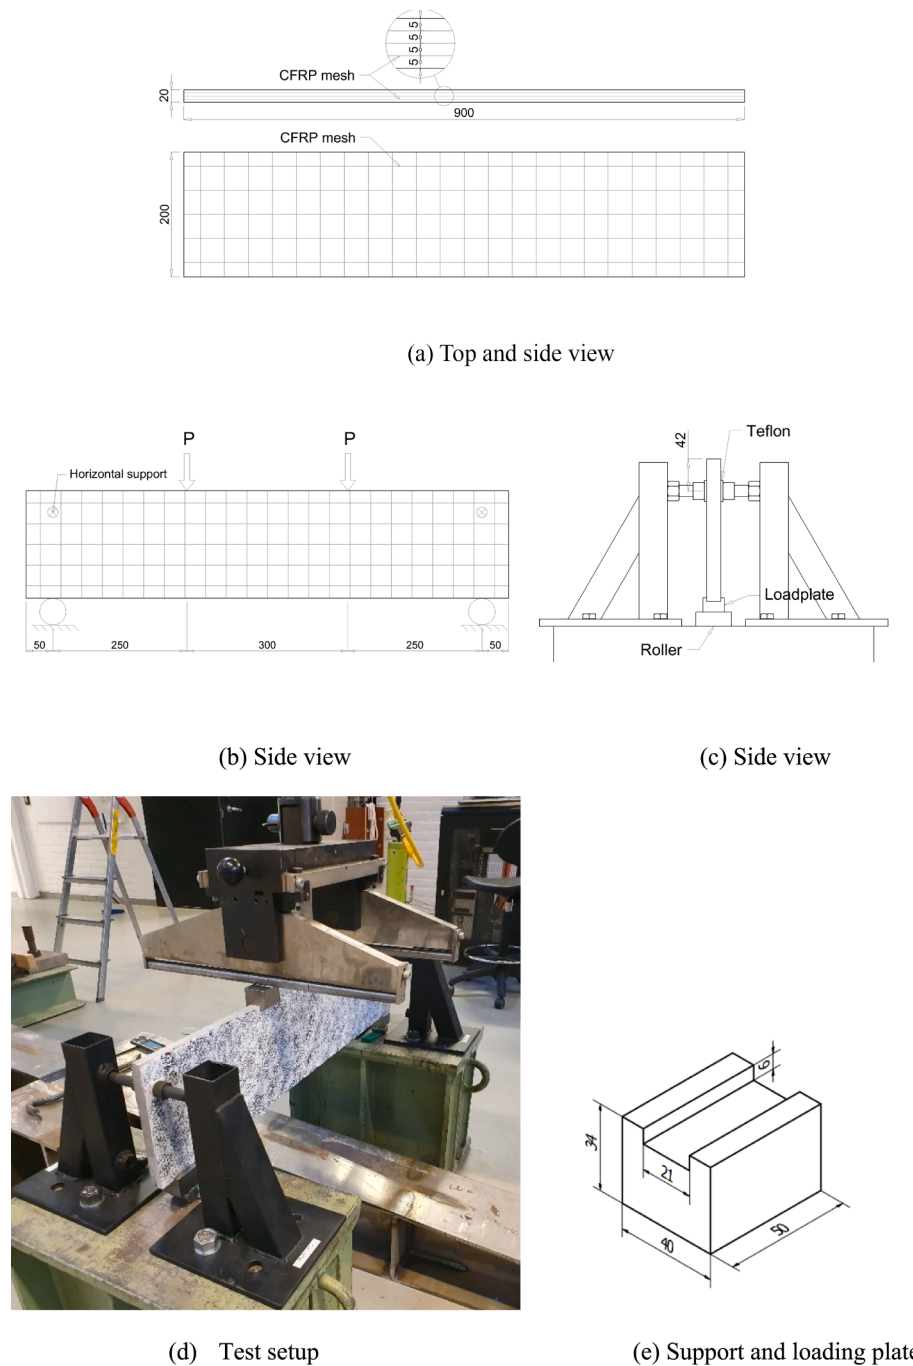 5
5
5
5
CFRP mesh
20
900
CFRP mesh
200
(a) Top and side view
P
P
Horizontal support
50
250
300
250
50
42
Teflon
Loadplate
Roller
(b) Side view
(c) Side view
6
34
21
40
50
(d) Test setup
(e) Support and loading plate